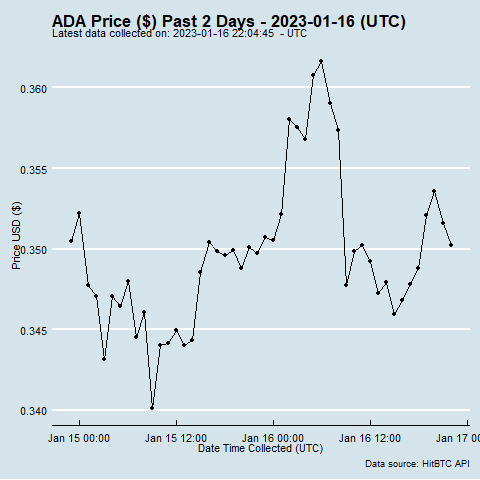 ADA Price ($) Past 2 Days - 2023-01-16 (UTC)
Latest data collected on: 2023-01-16 22:04:45  - UTC
0.360
0.355
0.350
0.345
0.340
Price USD ($)
Jan 15 00:00 Jan 15 12:00 Jan 16 00:00 Jan 16 12:00 Jan 17 00
Date Time Collected (UTC)
Data source: HitBTC API